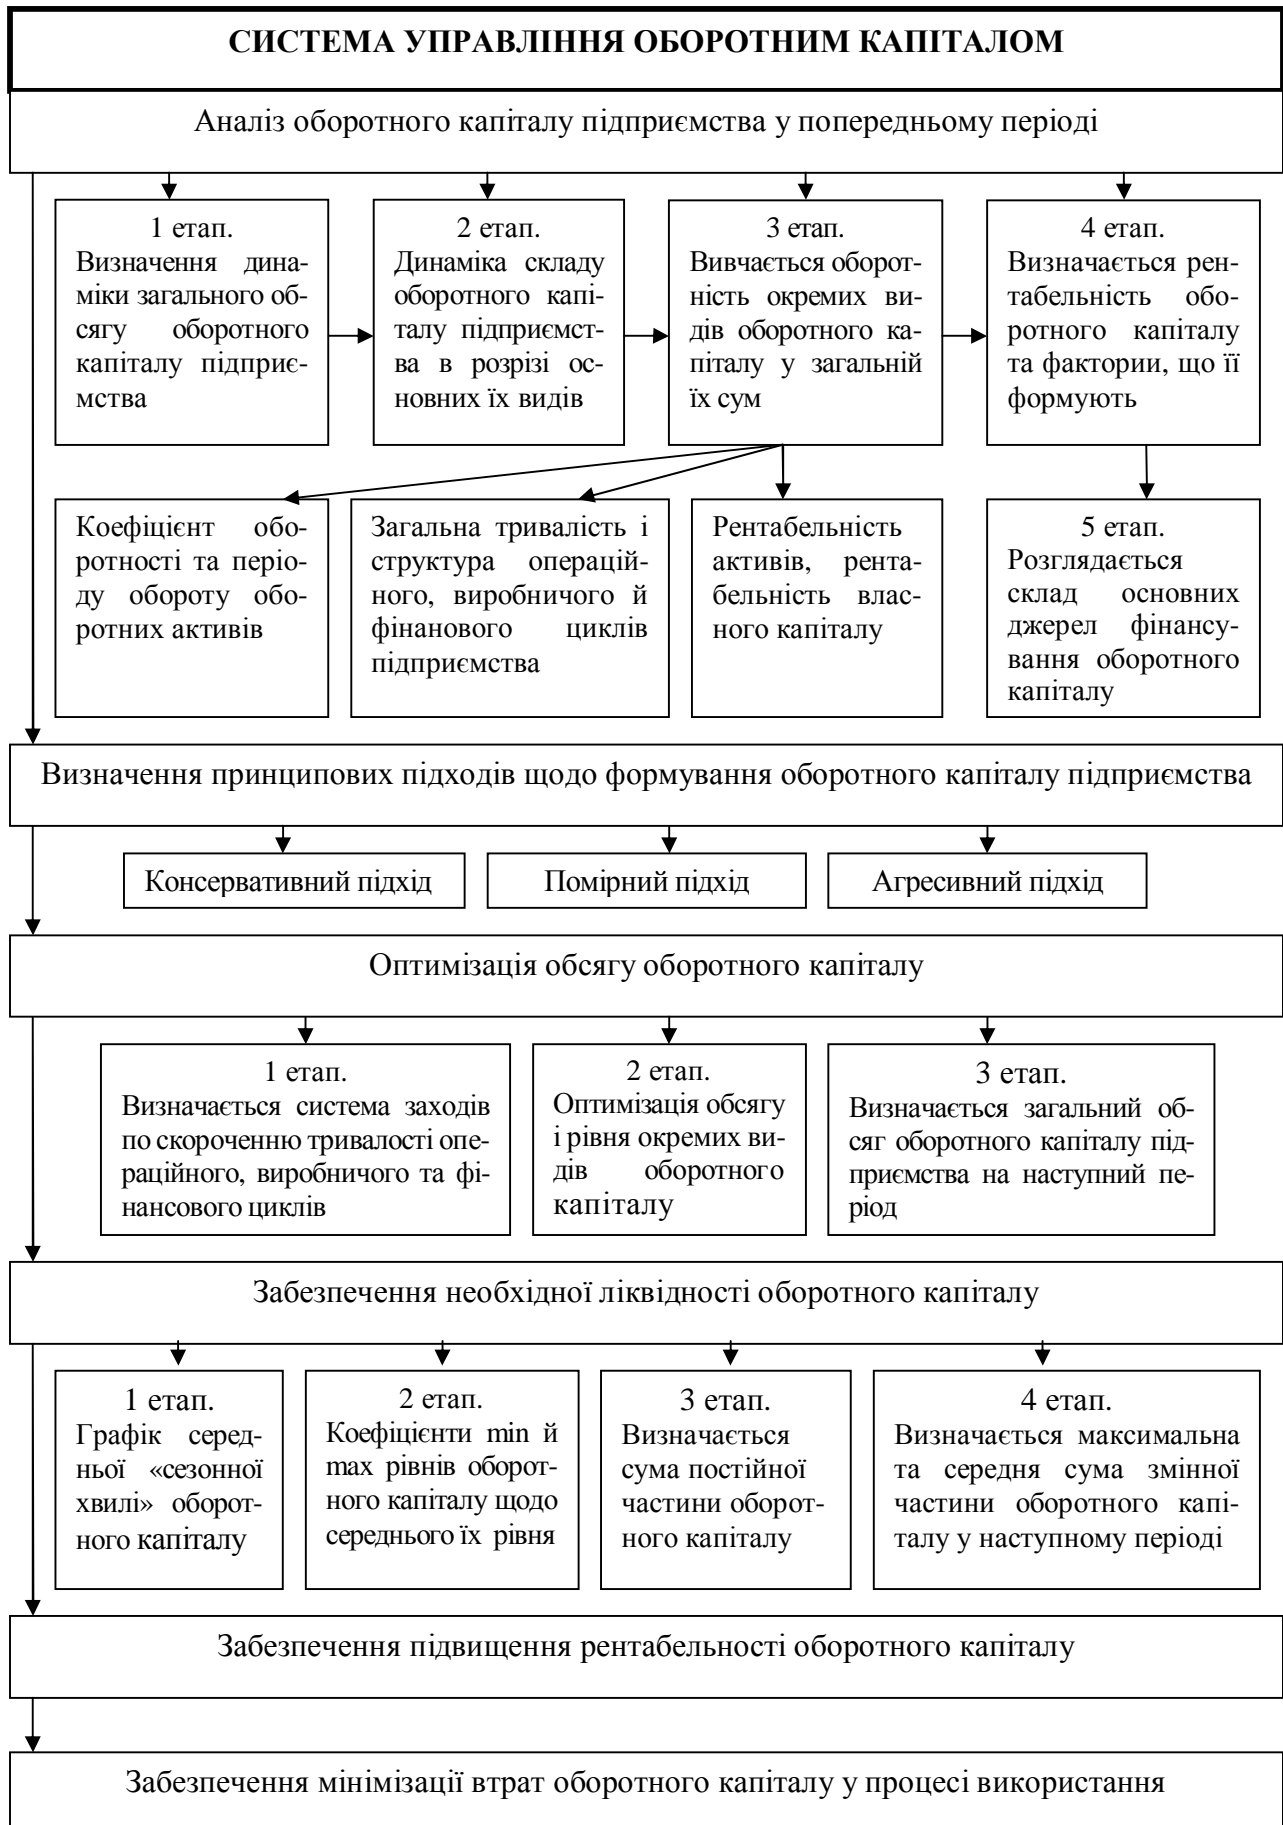 СИСТЕМА УПРАВЛІННЯ ОБОРОТНИМ КАПІТАЛОМ
Аналіз оборотного капіталу підприємства у попередньому періоді
1 етап.
Визначення дина-
міки загального об-
сягу оборотного
капіталу підприє-
мства
2 етап.
Динаміка складу
оборотного капі-
талу підприємст-
ва в розрізі ос-
новних їх видів
3 етап.
Вивчається оборот-
ність окремих ви-
дів оборотного ка-
піталу у загальній
їх сум
4 етап.
Визначається рен-
табельність обо-
ротного капіталу
та фактории, що її
формують
Коефіцієнт обо-
ротності та періо-
ду обороту обо-
ротних активів
Загальна тривалість і
структура операцій-
ного, виробничого й
фінанового циклів
підприємства
Рентабельність
активів, рента-
бельність влас-
ного капіталу
5 етап.
Розглядається
склад основних
джерел фінансу-
вання оборотного
капіталу
Визначення принципових підходів щодо формування оборотного капіталу підприємства
Консервативний підхід
Помірний підхід
Агресивний підхід
Оптимізація обсягу оборотного капіталу
1 етап.
Визначається система заходів
по скороченню тривалості опе-
раційного, виробничого та фі-
нансового циклів
2 етап.
Оптимізація обсягу
і рівня окремих ви-
дів оборотного
капіталу
3 етап.
Визначається загальний об-
сяг оборотного капіталу під-
приємства на наступний пе-
ріод
Забезпечення необхідної ліквідності оборотного капіталу
1 етап.
Графік серед-
ньої «сезонної
хвилі» оборот-
ного капіталу
2 етап.
Коефіцієнти min й
max рівнів оборот-
ного капіталу щодо
середнього їх рівня
3 етап.
Визначається
сума постійної
частини оборот-
ного капіталу
4 етап.
Визначається максимальна
та середня сума змінної
частини оборотного капі-
талу у наступному періоді
Забезпечення підвищення рентабельності оборотного капіталу
Забезпечення мінімізації втрат оборотного капіталу у процесі використання